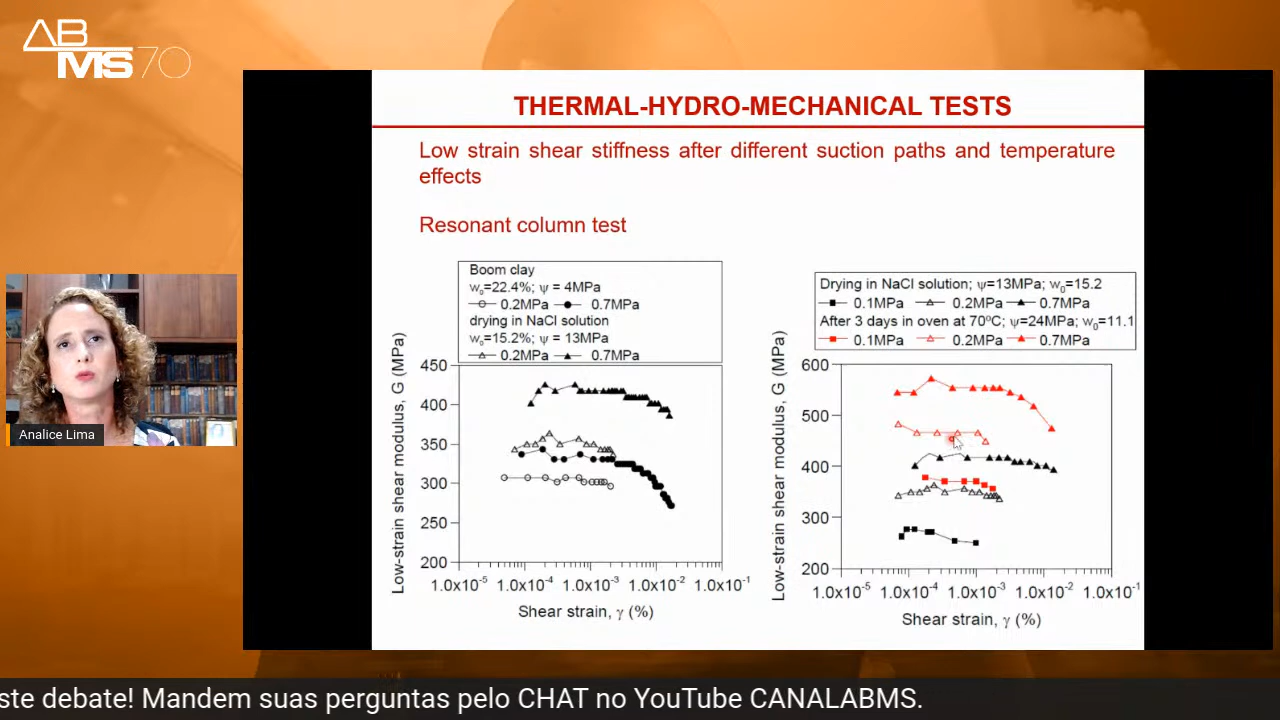 AB
MS 70
THERMAL-HYDRO-MECHANICAL TESTS
Low strain shear stiffness after different suction paths and temperature
effects
Resonant column test
Boom clay
w₀=22.4%; ψ = 4MPa
0.2MPa 0.7MPa
drying in NaCl solution
w₀=15.2%; ψ = 13MPa
0.2MPa 0.7MPa
Low-strain shear modulus, G (MPa)
450
400
350
300
250
200
1.0x10⁻⁵ 1.0x10⁻⁴ 1.0x10⁻³ 1.0x10⁻² 1.0x10⁻¹
Shear strain, γ (%)
Drying in NaCl solution; ψ=13MPa; w₀=15.2
0.1MPa 0.2MPa 0.7MPa
After 3 days in oven at 70ºC; ψ=24MPa; w₀=11.1
0.1MPa 0.2MPa 0.7MPa
Low-strain shear modulus, G (MPa)
600
500
400
300
200
1.0x10⁻⁵ 1.0x10⁻⁴ 1.0x10⁻³ 1.0x10⁻² 1.0x10⁻¹
Shear strain, γ (%)
Analice Lima
ste debate! Mandem suas perguntas pelo CHAT no YouTube CANALABMS.